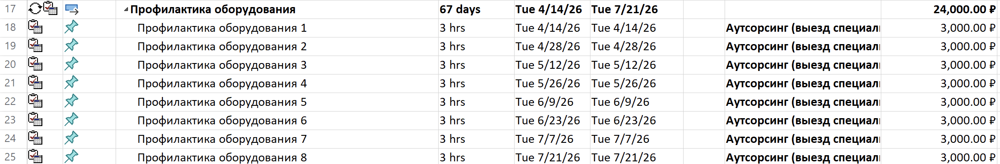 17 Профилактика оборудования 67 days Tue 4/14/26 Tue 7/21/26 24,000.00 ₽
18 Профилактика оборудования 1 3 hrs Tue 4/14/26 Tue 4/14/26 Аутсорсинг (выезд 3,000.00 ₽
19 Профилактика оборудования 2 3 hrs Tue 4/28/26 Tue 4/28/26 Аутсорсинг (выезд 3,000.00 ₽
20 Профилактика оборудования 3 3 hrs Tue 5/12/26 Tue 5/12/26 Аутсорсинг (выезд 3,000.00 ₽
21 Профилактика оборудования 4 3 hrs Tue 5/26/26 Tue 5/26/26 Аутсорсинг (выезд 3,000.00 ₽
22 Профилактика оборудования 5 3 hrs Tue 6/9/26 Tue 6/9/26 Аутсорсинг (выезд 3,000.00 ₽
23 Профилактика оборудования 6 3 hrs Tue 6/23/26 Tue 6/23/26 Аутсорсинг (выезд 3,000.00 ₽
24 Профилактика оборудования 7 3 hrs Tue 7/7/26 Tue 7/7/26 Аутсорсинг (выезд 3,000.00 ₽
25 Профилактика оборудования 8 3 hrs Tue 7/21/26 Tue 7/21/26 Аутсорсинг (выезд 3,000.00 ₽